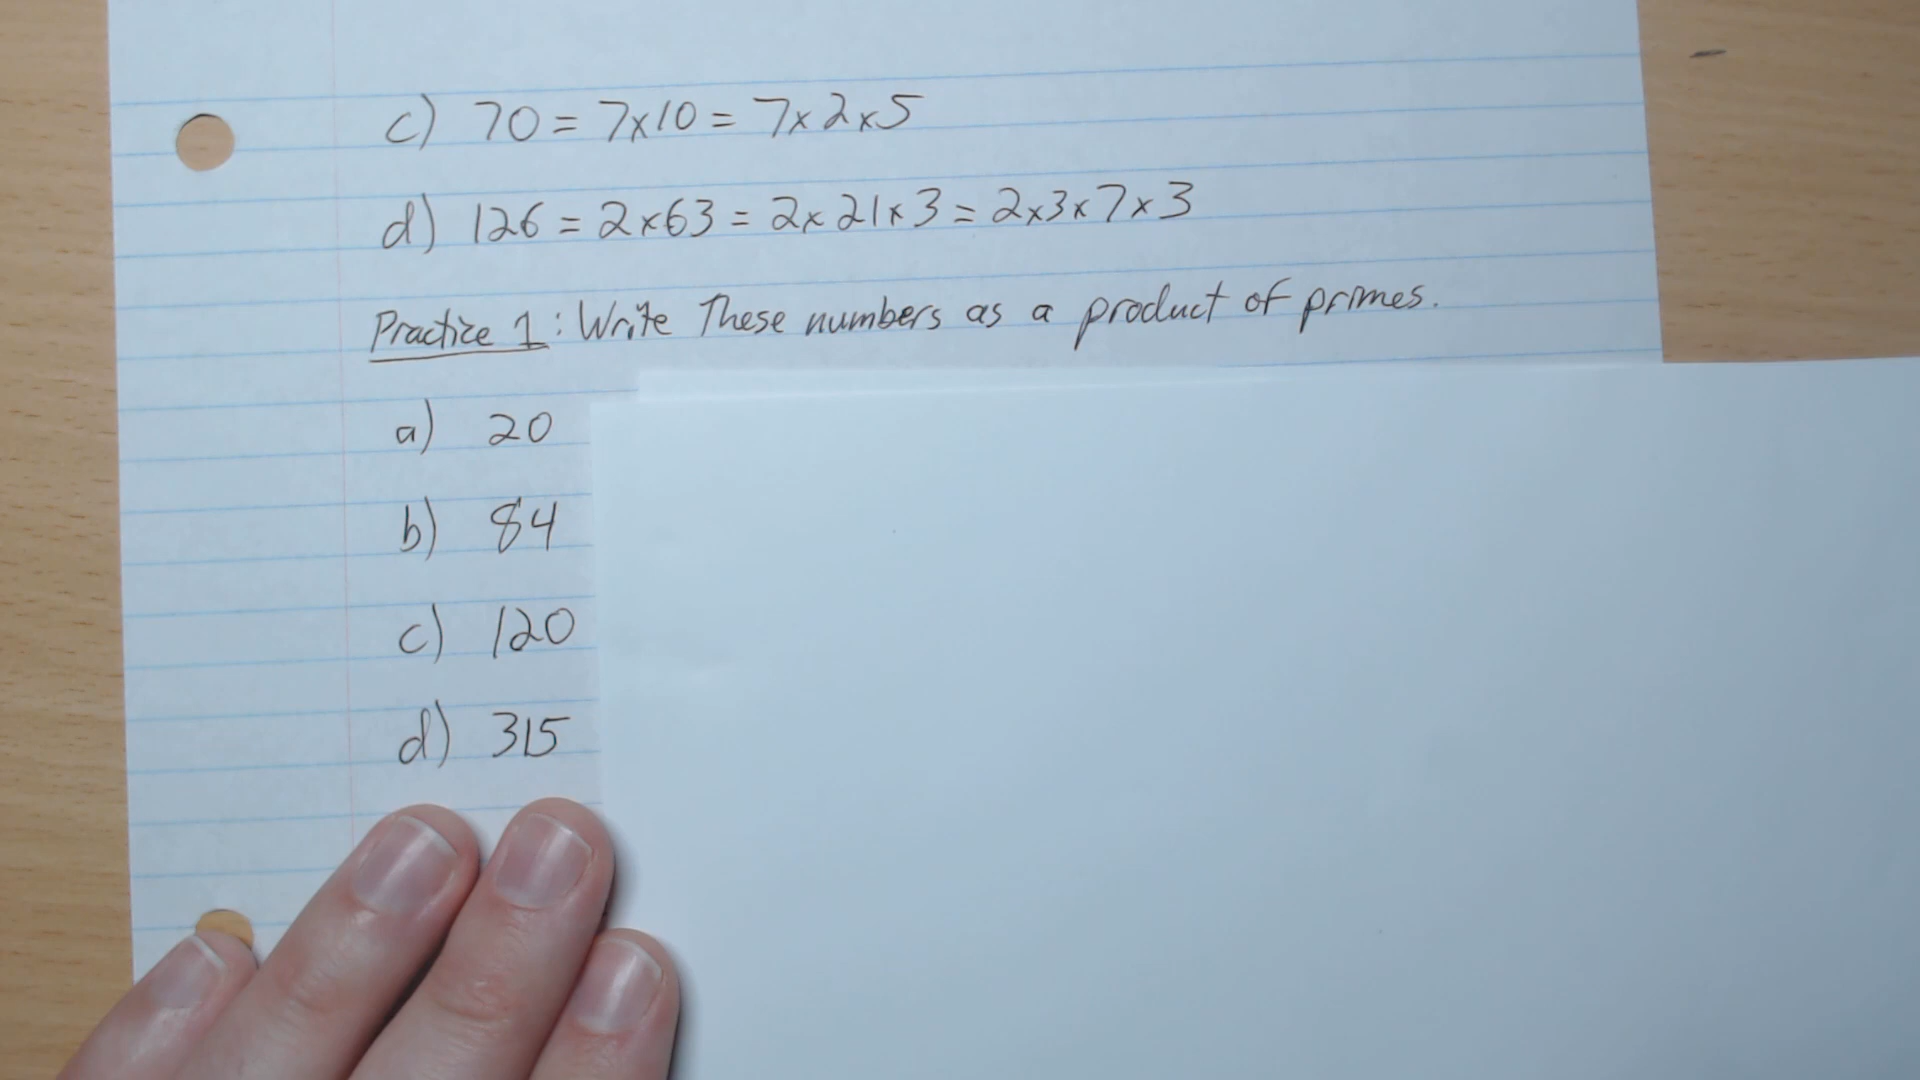 c) 70 = 7x10 = 7x2x5
d) 126 = 2x63 = 2x21x3 = 2x3x7x3
Practice 1: Write these numbers as a product of primes.
a) 20
b) 84
c) 120
d) 315